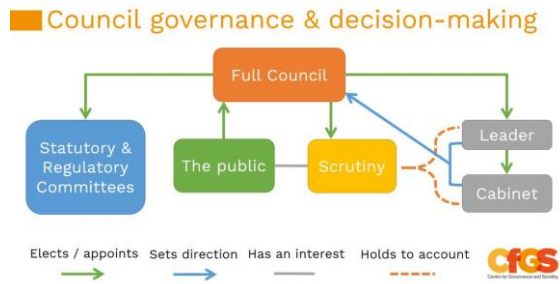 Council governance & decision-making
Full Council
Statutory &
Regulatory
Committees
The public
Scrutiny
Leader
Cabinet
Elects / appoints
Sets direction
Has an interest
Holds to account
CfGS
Centre for Governance and Scrutiny